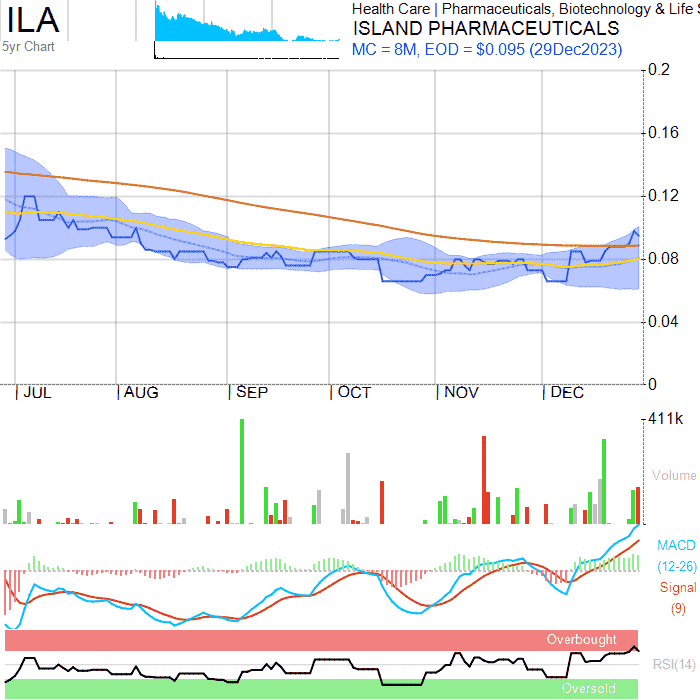 ILA
5yr Chart
Health Care | Pharmaceuticals, Biotechnology & Life S
ISLAND PHARMACEUTICALS
MC = 8M, EOD = $0.095 (29Dec2023)
0.2
0.16
0.12
0.08
0.04
0
JUL
AUG
SEP
OCT
NOV
DEC
411k
Volume
MACD
(12-26)
Signal
(9)
Overbought
RSI(14)
Oversold